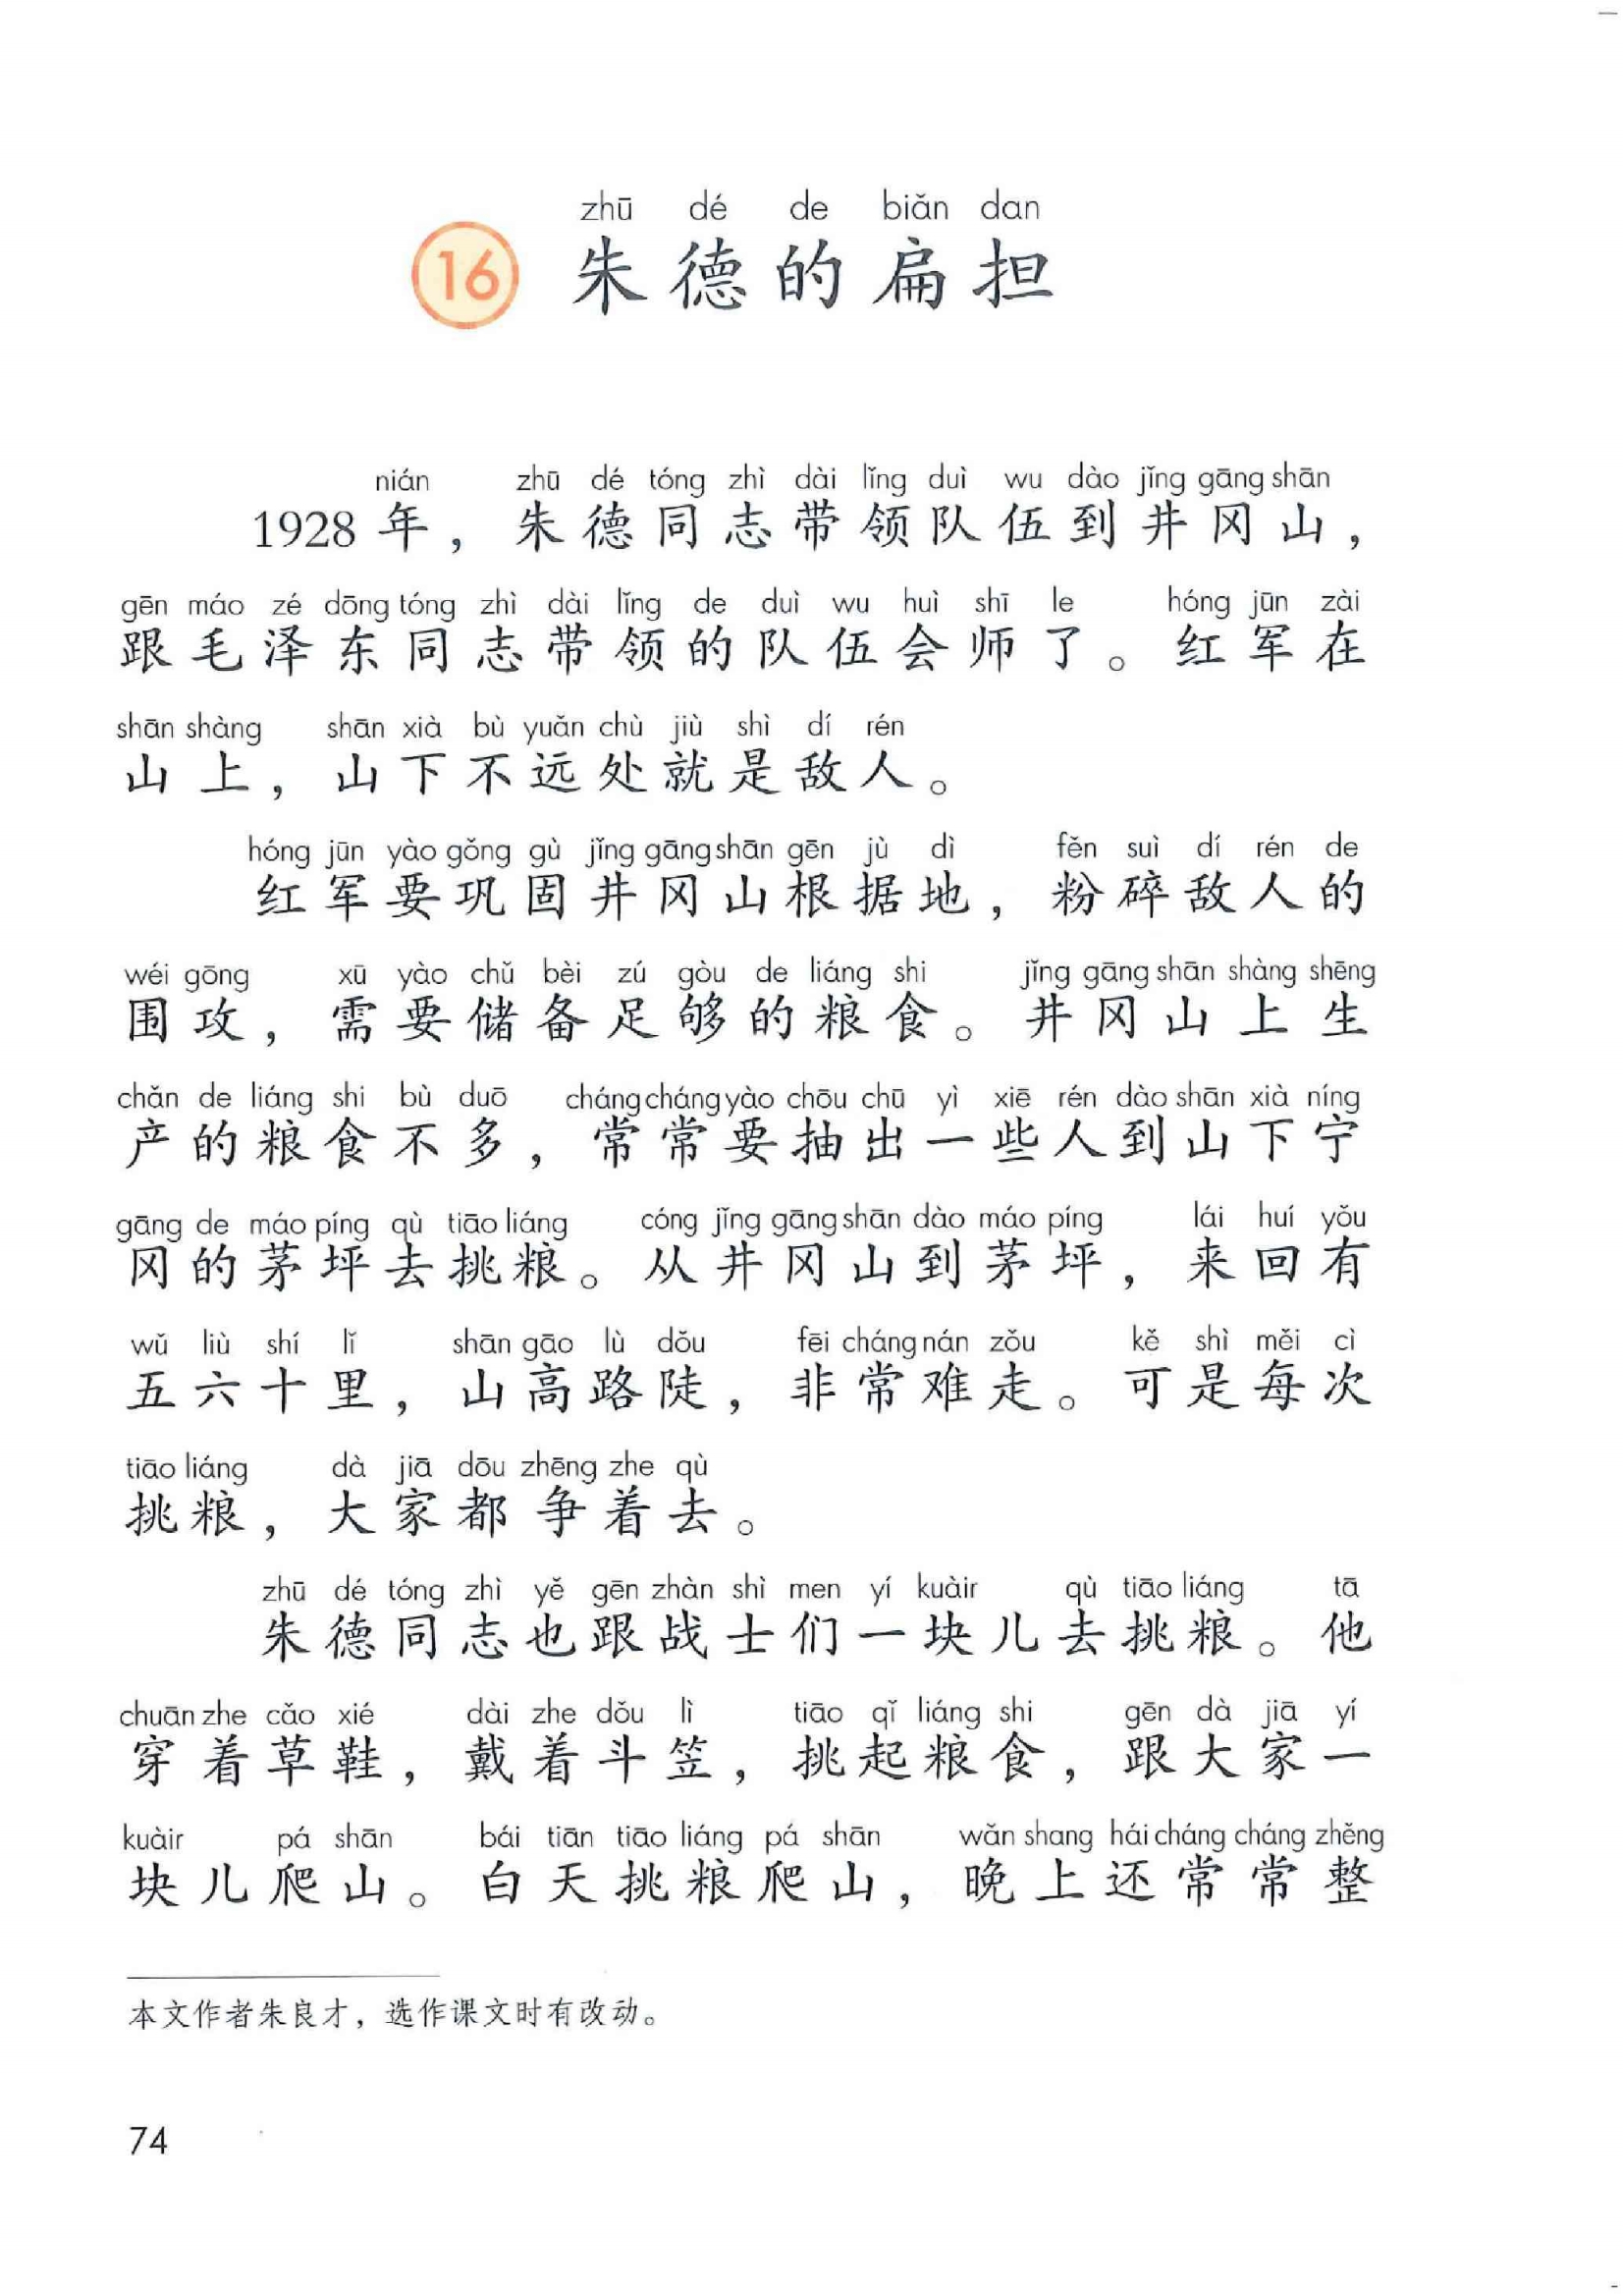 zhū dé de biǎn dan
16 朱德的扁担
nián zhū dé tóng zhì dài lǐng duì wu dào jǐng gāng shān
1928 年，朱德同志带领队伍到井冈山，
gēn máo zé dōng tóng zhì dài lǐng de duì wu huì shī le hóng jūn zài
跟毛泽东同志带领的队伍会师了。红军在
shān shàng shān xià bù yuǎn chù jiù shì dí rén
山上，山下不远处就是敌人。
hóng jūn yào gǒng gù jǐng gāng shān gēn jù dì fěn suì dí rén de
红军要巩固井冈山根据地，粉碎敌人的
wéi gōng xū yào chǔ bèi zú gòu de liáng shi jǐng gāng shān shàng shēng
围攻，需要储备足够的粮食。井冈山上生
chǎn de liáng shi bù duō cháng cháng yào chōu chū yì xiē rén dào shān xià níng
产的粮食不多，常常要抽出一些人到山下宁
gāng de máo píng qù tiāo liáng cóng jǐng gāng shān dào máo píng lái huí yǒu
冈的茅坪去挑粮。从井冈山到茅坪，来回有
wǔ liù shí lǐ shān gāo lù dǒu fēi cháng nán zǒu kě shì měi cì
五六十里，山高路陡，非常难走。可是每次
tiāo liáng dà jiā dōu zhēng zhe qù
挑粮，大家都争着去。
zhū dé tóng zhì yě gēn zhàn shì men yí kuàir qù tiāo liáng tā
朱德同志也跟战士们一块儿去挑粮。他
chuān zhe cǎo xié dài zhe dǒu lì tiāo qǐ liáng shi gēn dà jiā yí
穿着草鞋，戴着斗笠，挑起粮食，跟大家一
kuàir pá shān bái tiān tiāo liáng pá shān wǎn shang hái cháng cháng zhěng
块儿爬山。白天挑粮爬山，晚上还常常整
本文作者朱良才，选作课文时有改动。
74